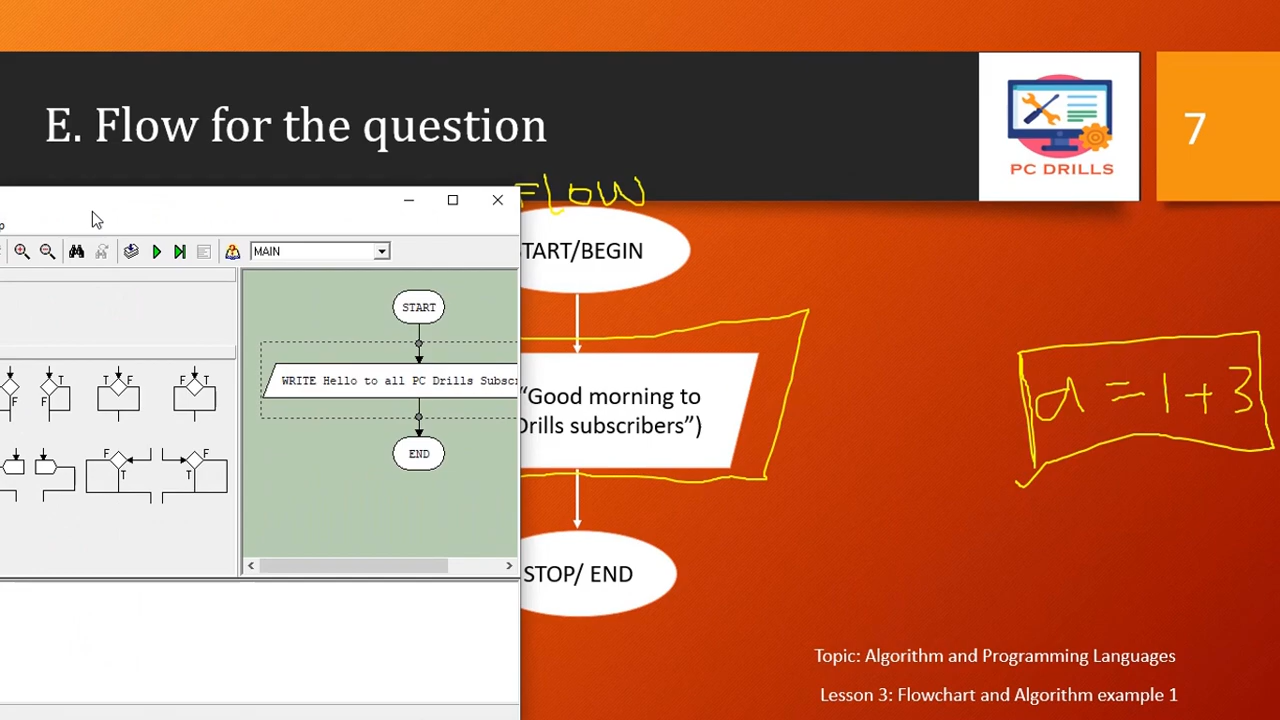 E. Flow for the question
PC DRILLS
7
FLOW
TART/BEGIN
MAIN
START
WRITE Hello to all PC Drills Subsc
END
T
F
T
F
F
T
F
F
T
F
T
"Good morning to
Drills subscribers")
a = 1 + 3
STOP/ END
Topic: Algorithm and Programming Languages
Lesson 3: Flowchart and Algorithm example 1